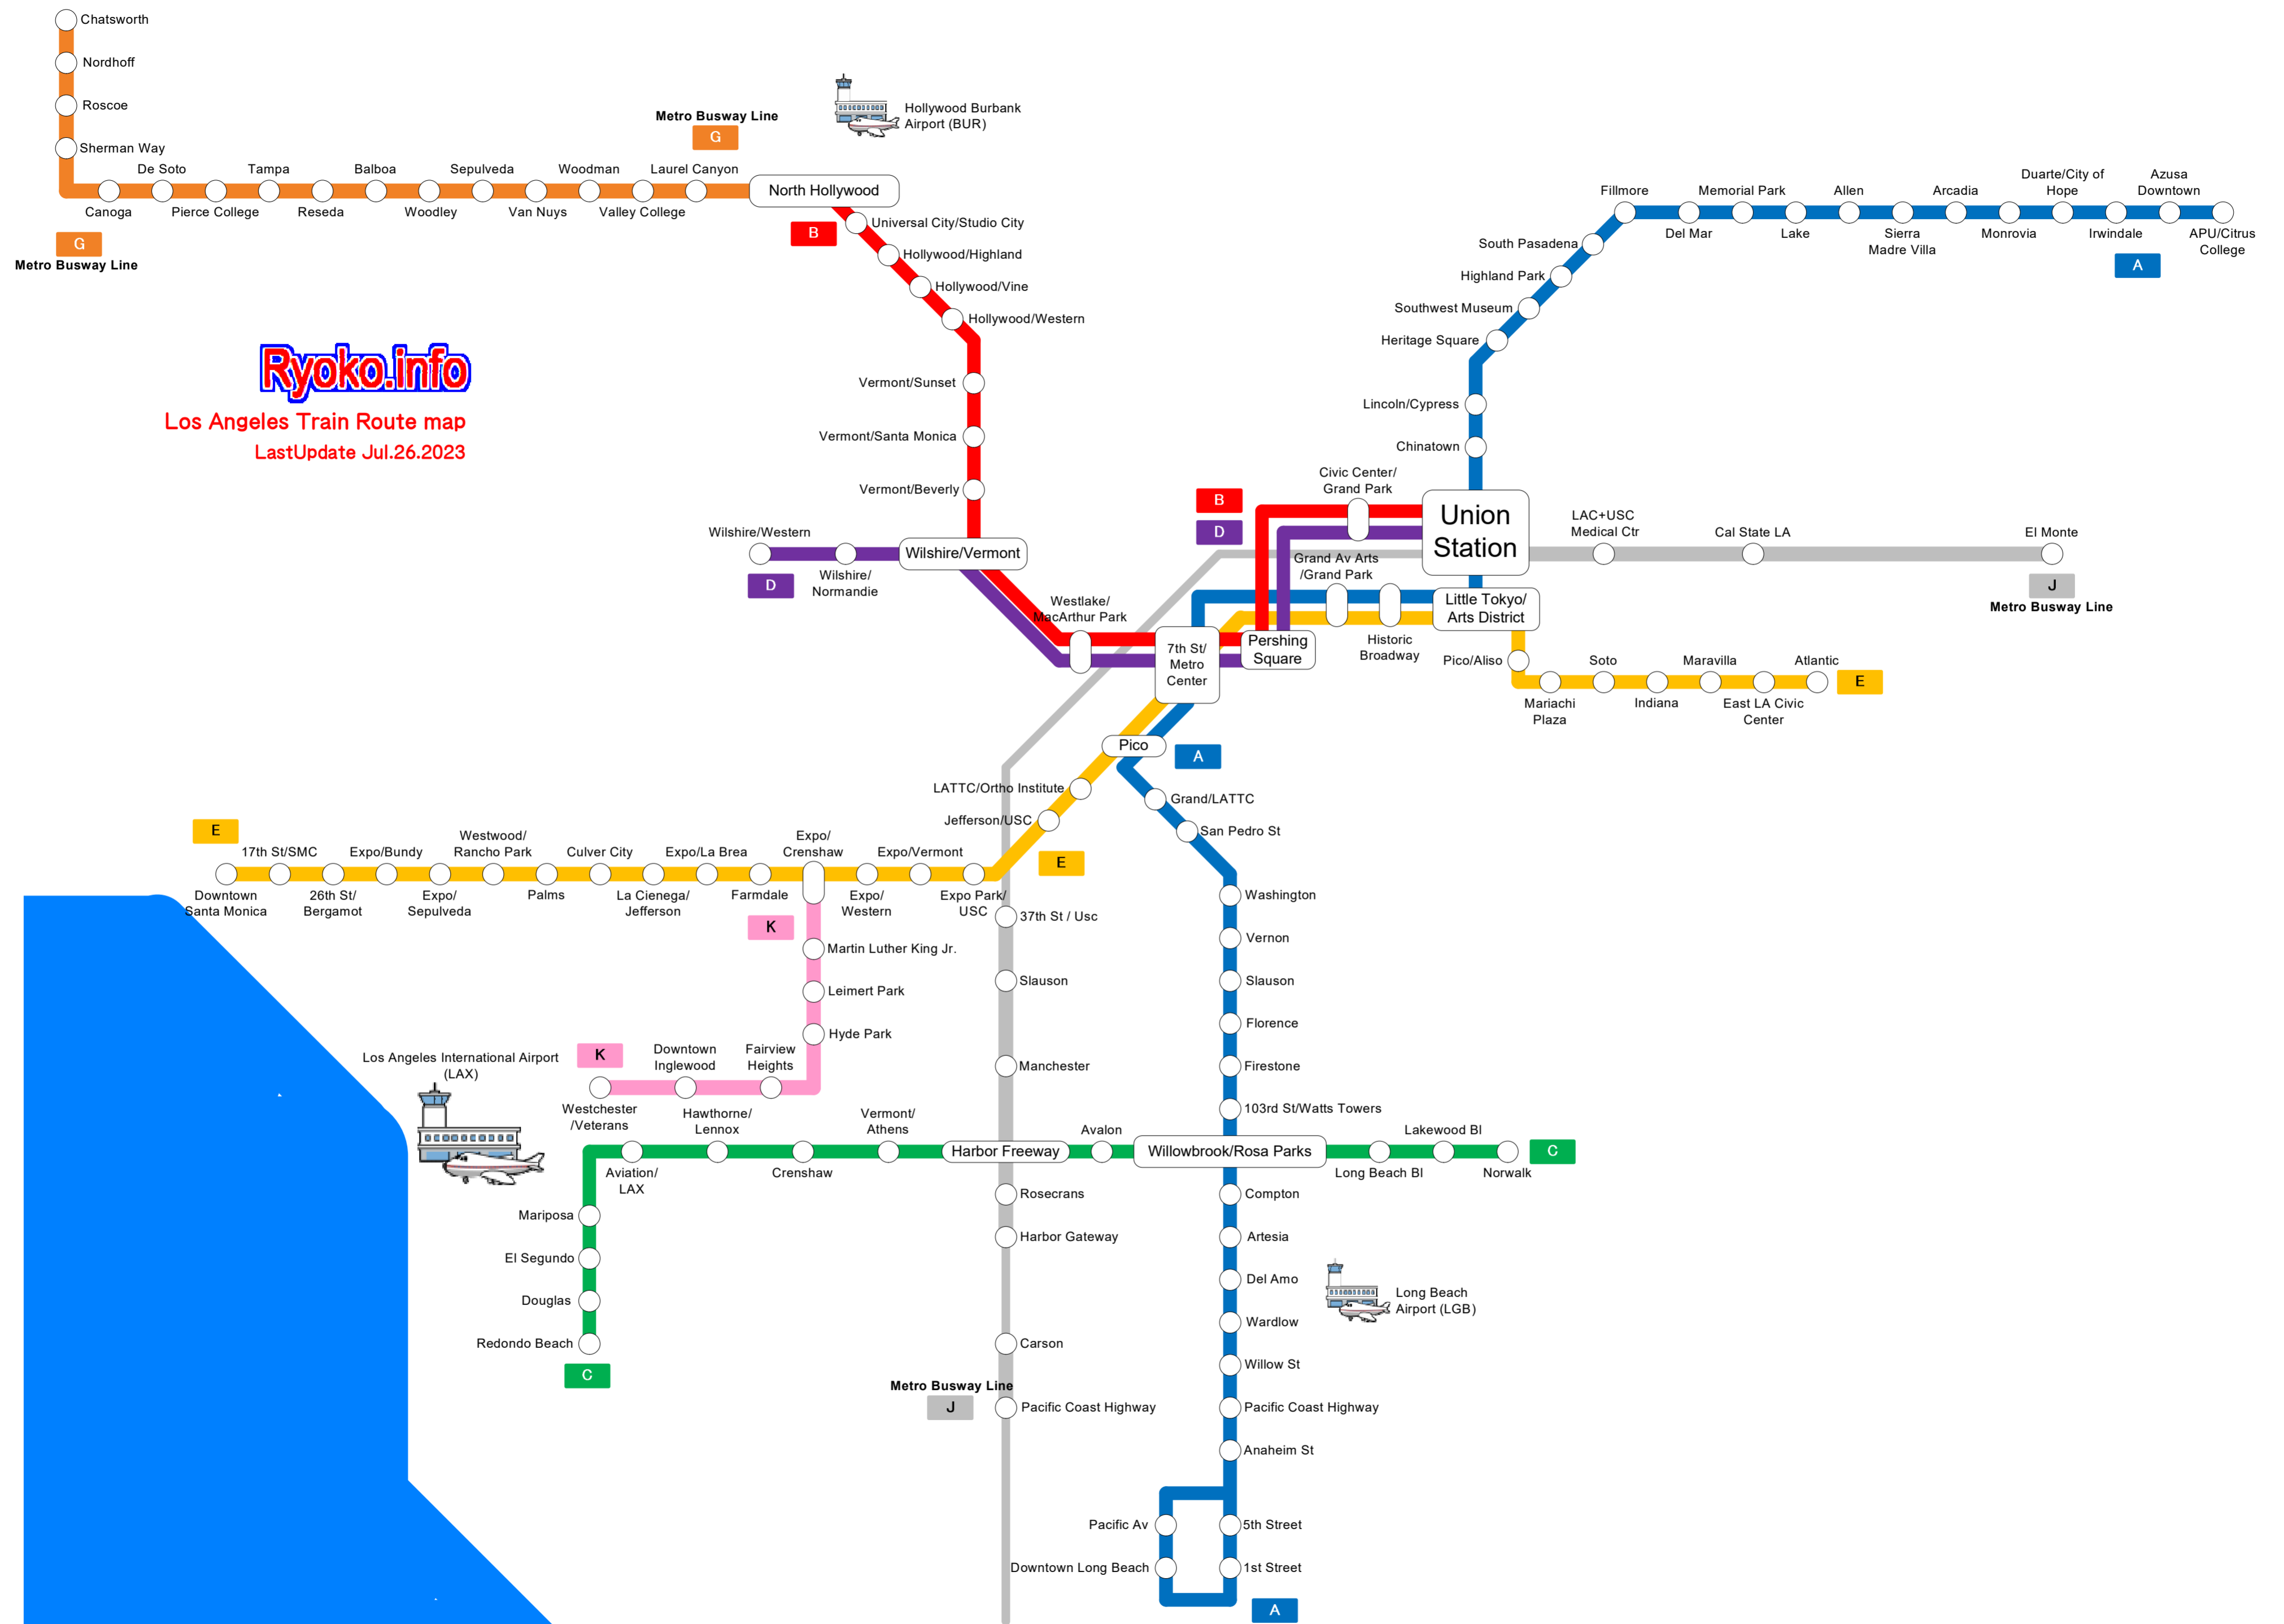 Chatsworth
Nordhoff
Roscoe
Sherman Way
Metro Busway Line
G
Hollywood Burbank
Airport (BUR)
De Soto
Tampa
Balboa
Sepulveda
Woodman
Laurel Canyon
North Hollywood
Canoga
Pierce College
Reseda
Woodley
Van Nuys
Valley College
G
Metro Busway Line
B
Universal City/Studio City
Hollywood/Highland
Hollywood/Vine
Hollywood/Western
Duarte/City of
Hope
Azusa
Downtown
Fillmore
Memorial Park
Allen
Arcadia
Del Mar
Lake
Sierra
Madre Villa
Monrovia
Irwindale
APU/Citrus
College
A
South Pasadena
Highland Park
Southwest Museum
Heritage Square
Lincoln/Cypress
Chinatown
Ryoko.info
Los Angeles Train Route map
LastUpdate Jul.26.2023
Vermont/Sunset
Vermont/Santa Monica
Vermont/Beverly
Wilshire/Western
Wilshire/Vermont
D
Wilshire/
Normandie
B
D
Civic Center/
Grand Park
Union
Station
LAC+USC
Medical Ctr
Cal State LA
El Monte
J
Metro Busway Line
Grand Av Arts
/Grand Park
Westlake/
MacArthur Park
7th St/
Metro
Center
Pershing
Square
Historic
Broadway
Little Tokyo/
Arts District
Pico/Aliso
Soto
Maravilla
Atlantic
E
Mariachi
Plaza
Indiana
East LA Civic
Center
Pico
A
LATTC/Ortho Institute
Grand/LATTC
Jefferson/USC
San Pedro St
E
E
17th St/SMC
Expo/Bundy
Westwood/
Rancho Park
Culver City
Expo/La Brea
Expo/
Crenshaw
Expo/Vermont
Downtown
Santa Monica
26th St/
Bergamot
Expo/
Sepulveda
Palms
La Cienega/
Jefferson
Farmdale
Expo/
Western
Expo Park/
USC
K
37th St / Usc
Martin Luther King Jr.
Leimert Park
Hyde Park
Slauson
Manchester
Washington
Vernon
Slauson
Florence
Firestone
103rd St/Watts Towers
Los Angeles International Airport
(LAX)
K
Downtown
Inglewood
Fairview
Heights
Westchester
/Veterans
Hawthorne/
Lennox
Vermont/
Athens
Harbor Freeway
Avalon
Willowbrook/Rosa Parks
Lakewood Bl
C
Aviation/
LAX
Crenshaw
Long Beach Bl
Norwalk
Mariposa
El Segundo
Douglas
Redondo Beach
C
Rosecrans
Harbor Gateway
Carson
Metro Busway Line
J
Pacific Coast Highway
Compton
Artesia
Del Amo
Wardlow
Willow St
Pacific Coast Highway
Anaheim St
Long Beach
Airport (LGB)
Pacific Av
5th Street
Downtown Long Beach
1st Street
A